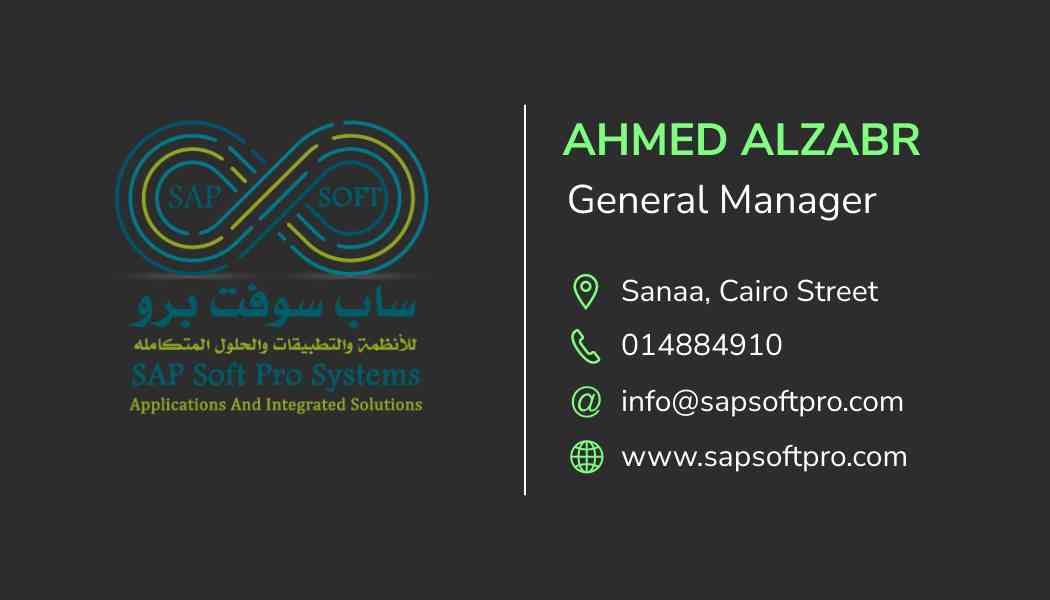 SAP SOFT
ساب سوفت برو
للأنظمة والتطبيقات والحلول المتكامله
SAP Soft Pro Systems
Applications And Integrated Solutions
AHMED ALZABR
General Manager
Sanaa, Cairo Street
014884910
info@sapsoftpro.com
www.sapsoftpro.com